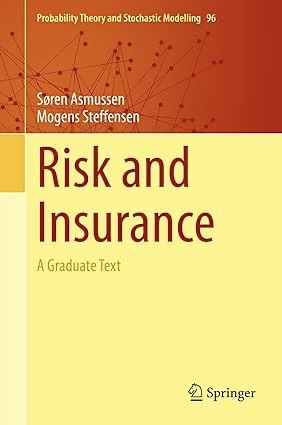 Probability Theory and Stochastic Modelling 96
Søren Asmussen
Mogens Steffensen
Risk and
Insurance
A Graduate Text
Springer